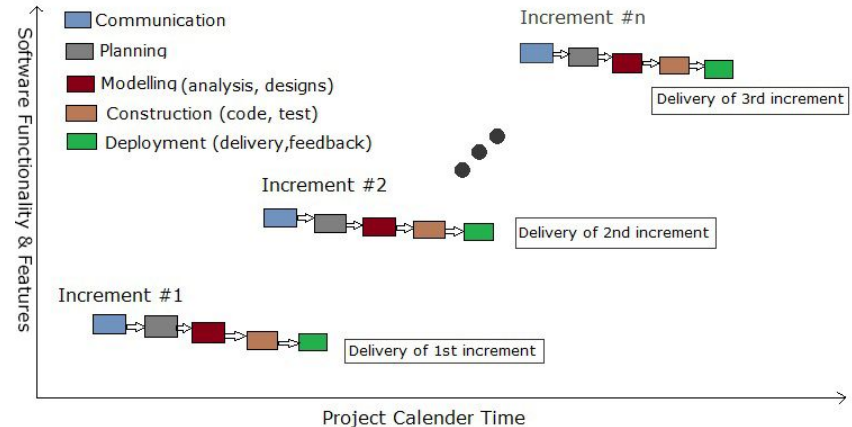 Increment #n
Communication
Planning
Modelling (analysis, designs)
Construction (code, test)
Deployment (delivery,feedback)
Delivery of 3rd increment
Increment #2
Delivery of 2nd increment
Increment #1
Delivery of 1st increment
Software Functionality & Features
Project Calender Time